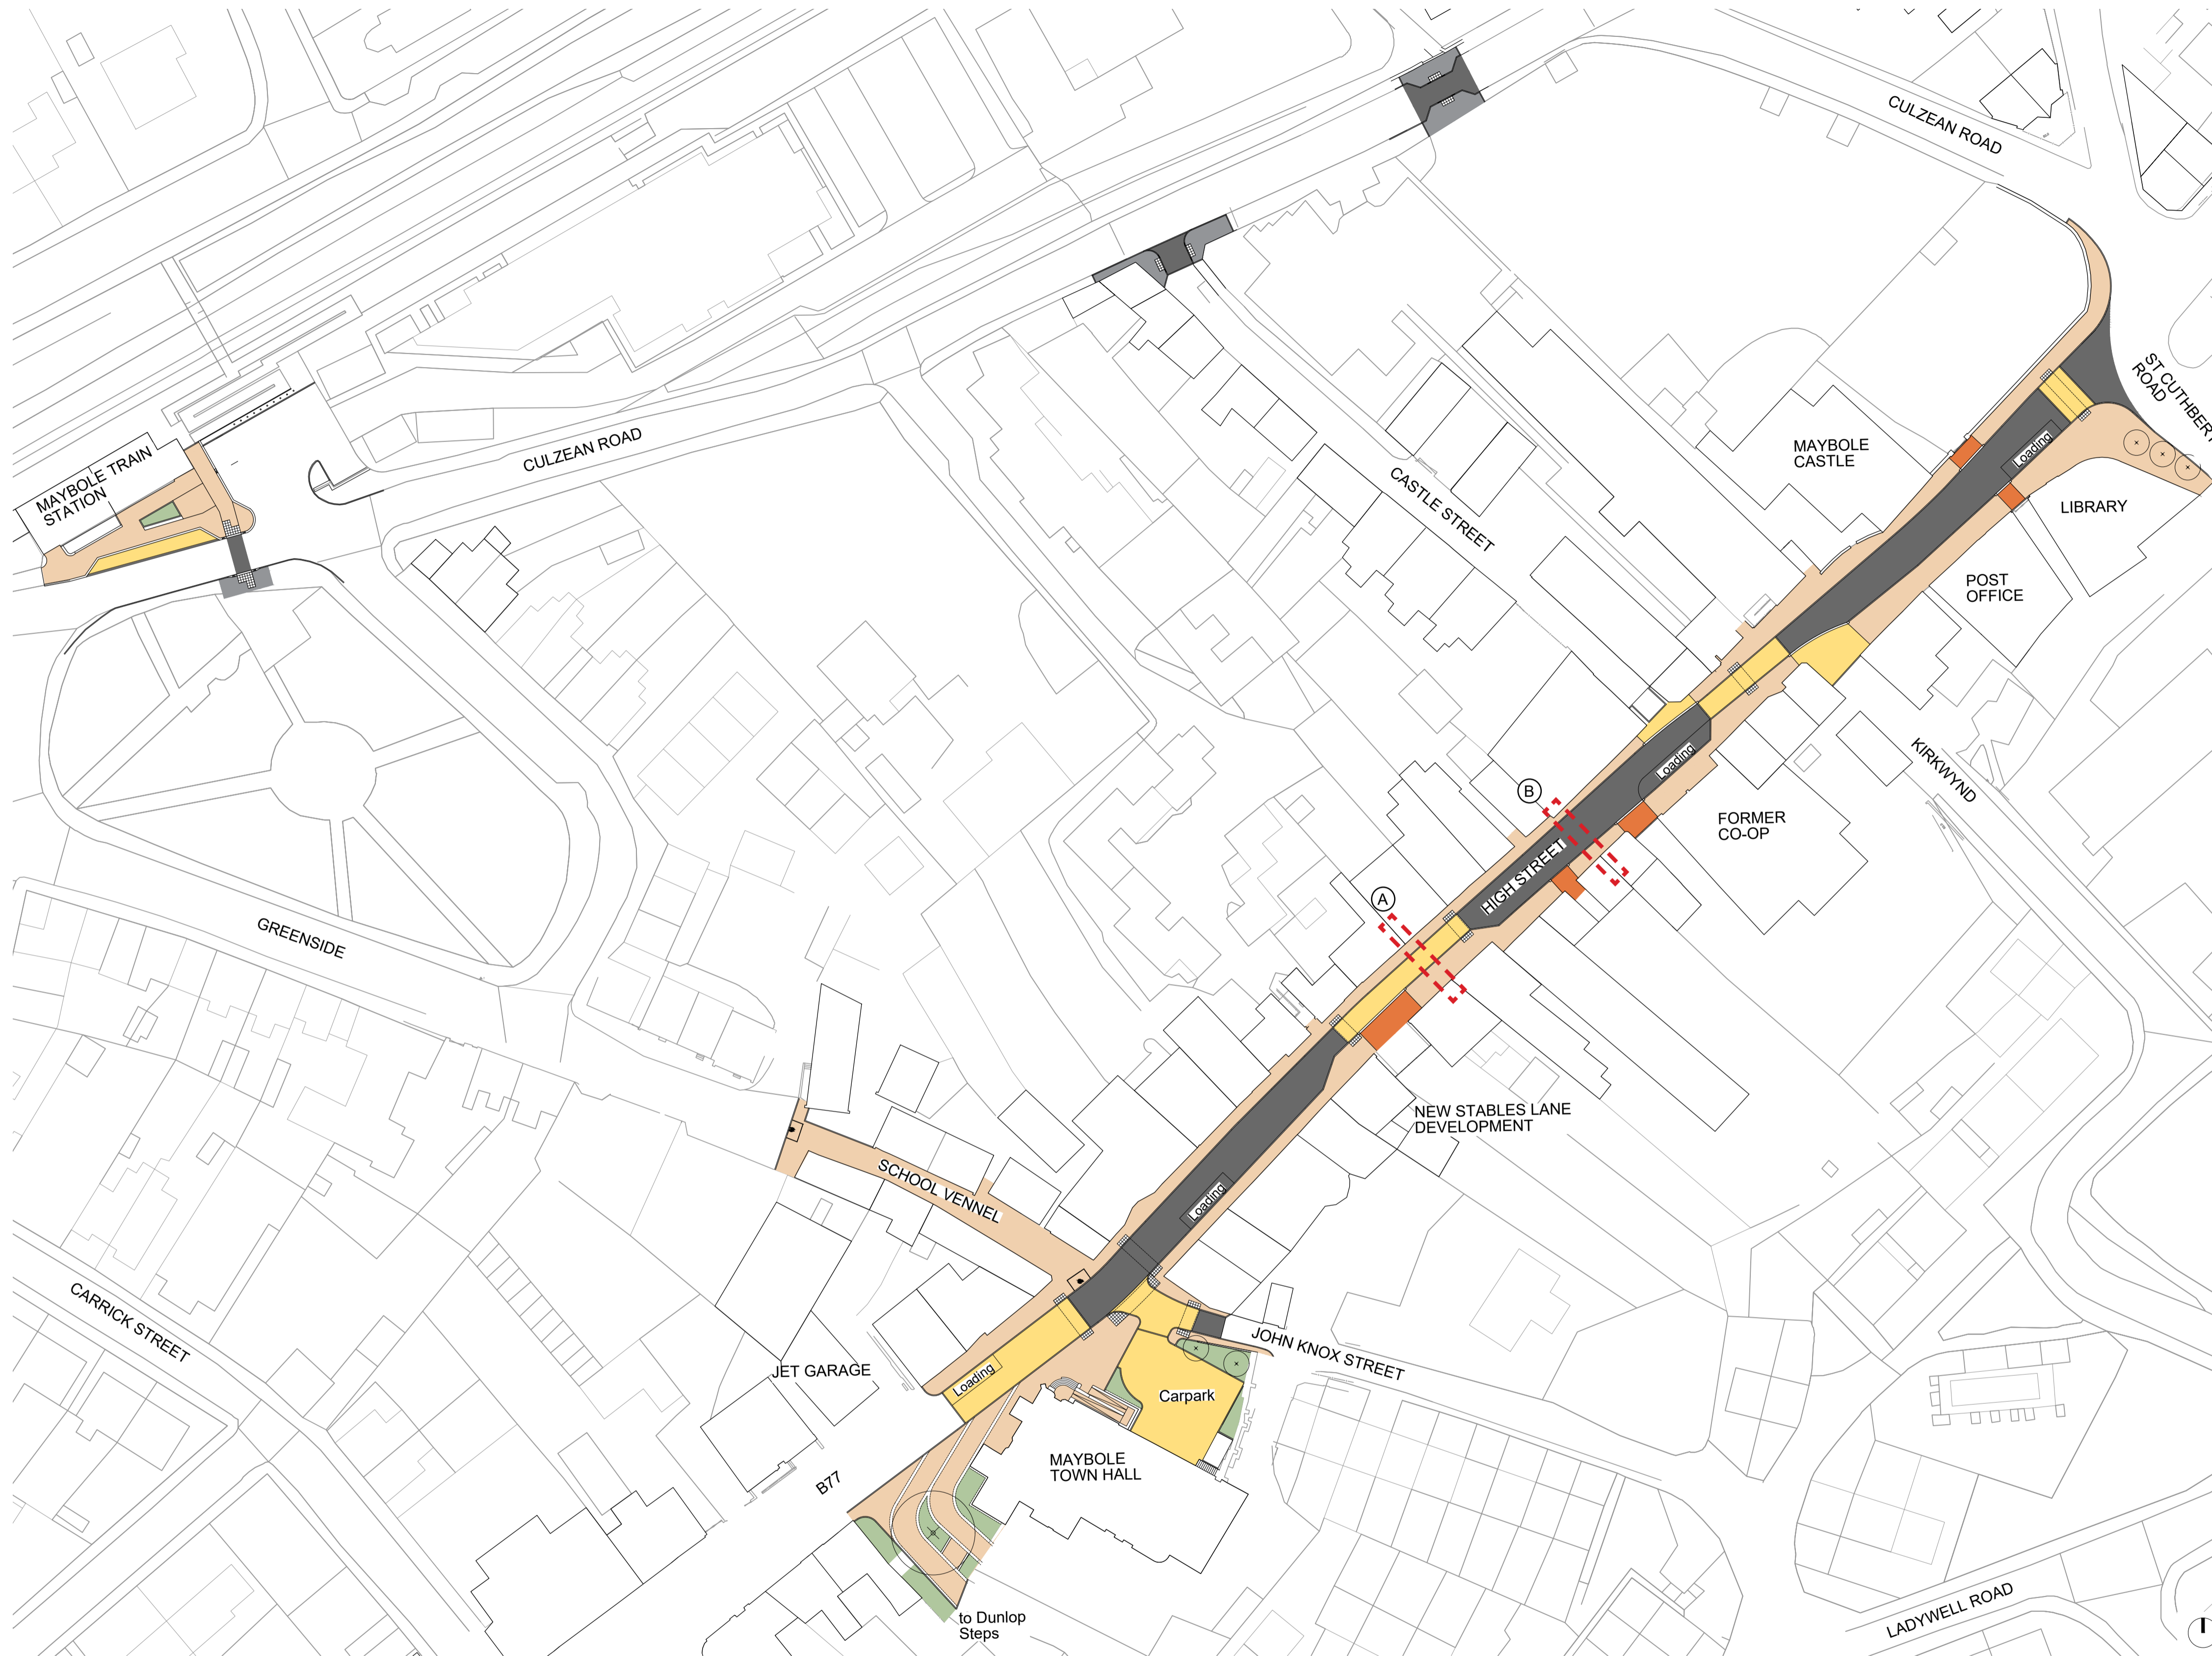 CULZEAN ROAD
MAYBOLE TRAIN
STATION
CULZEAN ROAD
ST CUTHBERT
ROAD
MAYBOLE
CASTLE
Loading
LIBRARY
CASTLE STREET
POST
OFFICE
KIRKWYND
Loading
B
FORMER
CO-OP
HIGH STREET
A
GREENSIDE
NEW STABLES LANE
DEVELOPMENT
SCHOOL VENNEL
Loading
CARRICK STREET
JOHN KNOX STREET
JET GARAGE
Loading
Carpark
MAYBOLE
TOWN HALL
B77
to Dunlop
Steps
LADYWELL ROAD